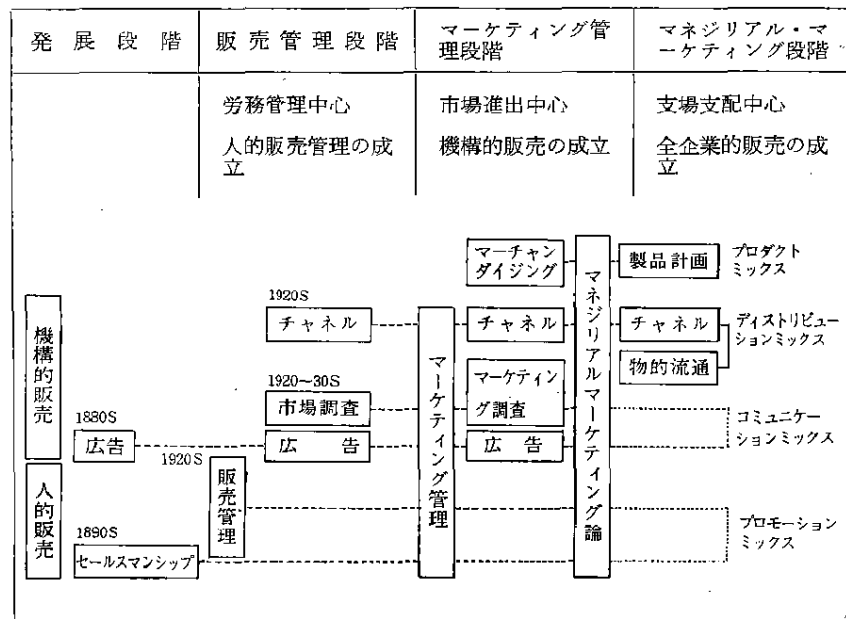 発展段階
販売管理段階
マーケティング管
理段階
マネジリアル・マ
ーケティング段階
労務管理中心
人的販売管理の成
立
市場進出中心
機構的販売の成立
支場支配中心
全企業的販売の成
立
機構的販売
人的販売
1880S
広告
1890S
セールスマンシップ
1920S
販売管理
1920S
チャネル
1920~30S
市場調査
広告
マーケティング管理
マーチャン
ダイジング
チャネル
マーケティン
グ調査
広告
マネジリアルマーケティング論
製品計画
チャネル
物的流通
プロダクト
ミックス
ディストリビュー
ションミックス
コミュニケー
ションミックス
プロモーション
ミックス